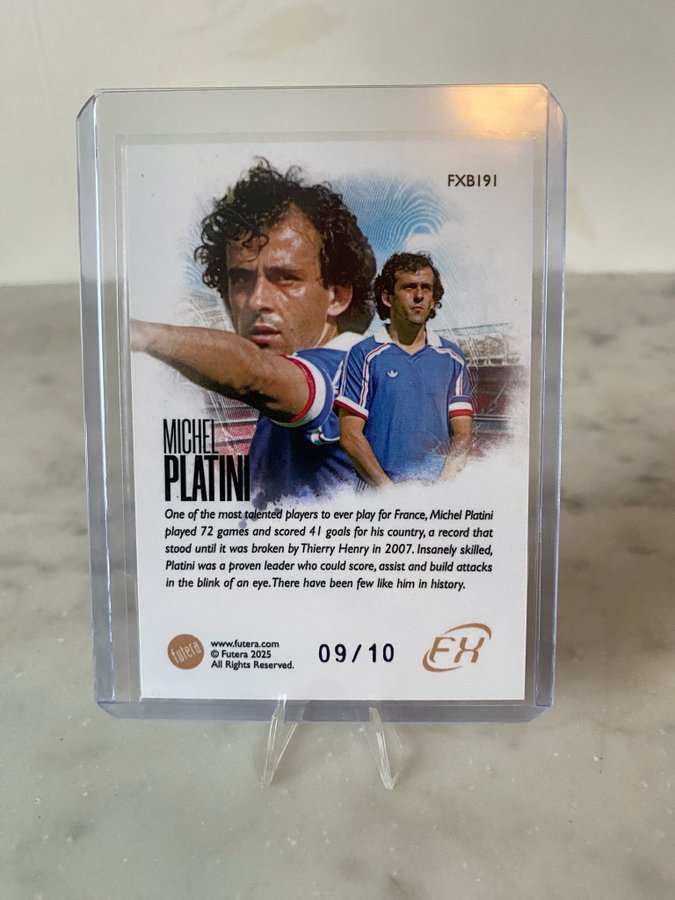 FXB191
MICHEL
PLATINI
One of the most talented players to ever play for France, Michel Platini
played 72 games and scored 41 goals for his country, a record that
stood until it was broken by Thierry Henry in 2007. Insanely skilled,
Platini was a proven leader who could score, assist and build attacks
in the blink of an eye. There have been few like him in history.
futera
www.futera.com
© Futera 2025
All Rights Reserved.
09/10
FX